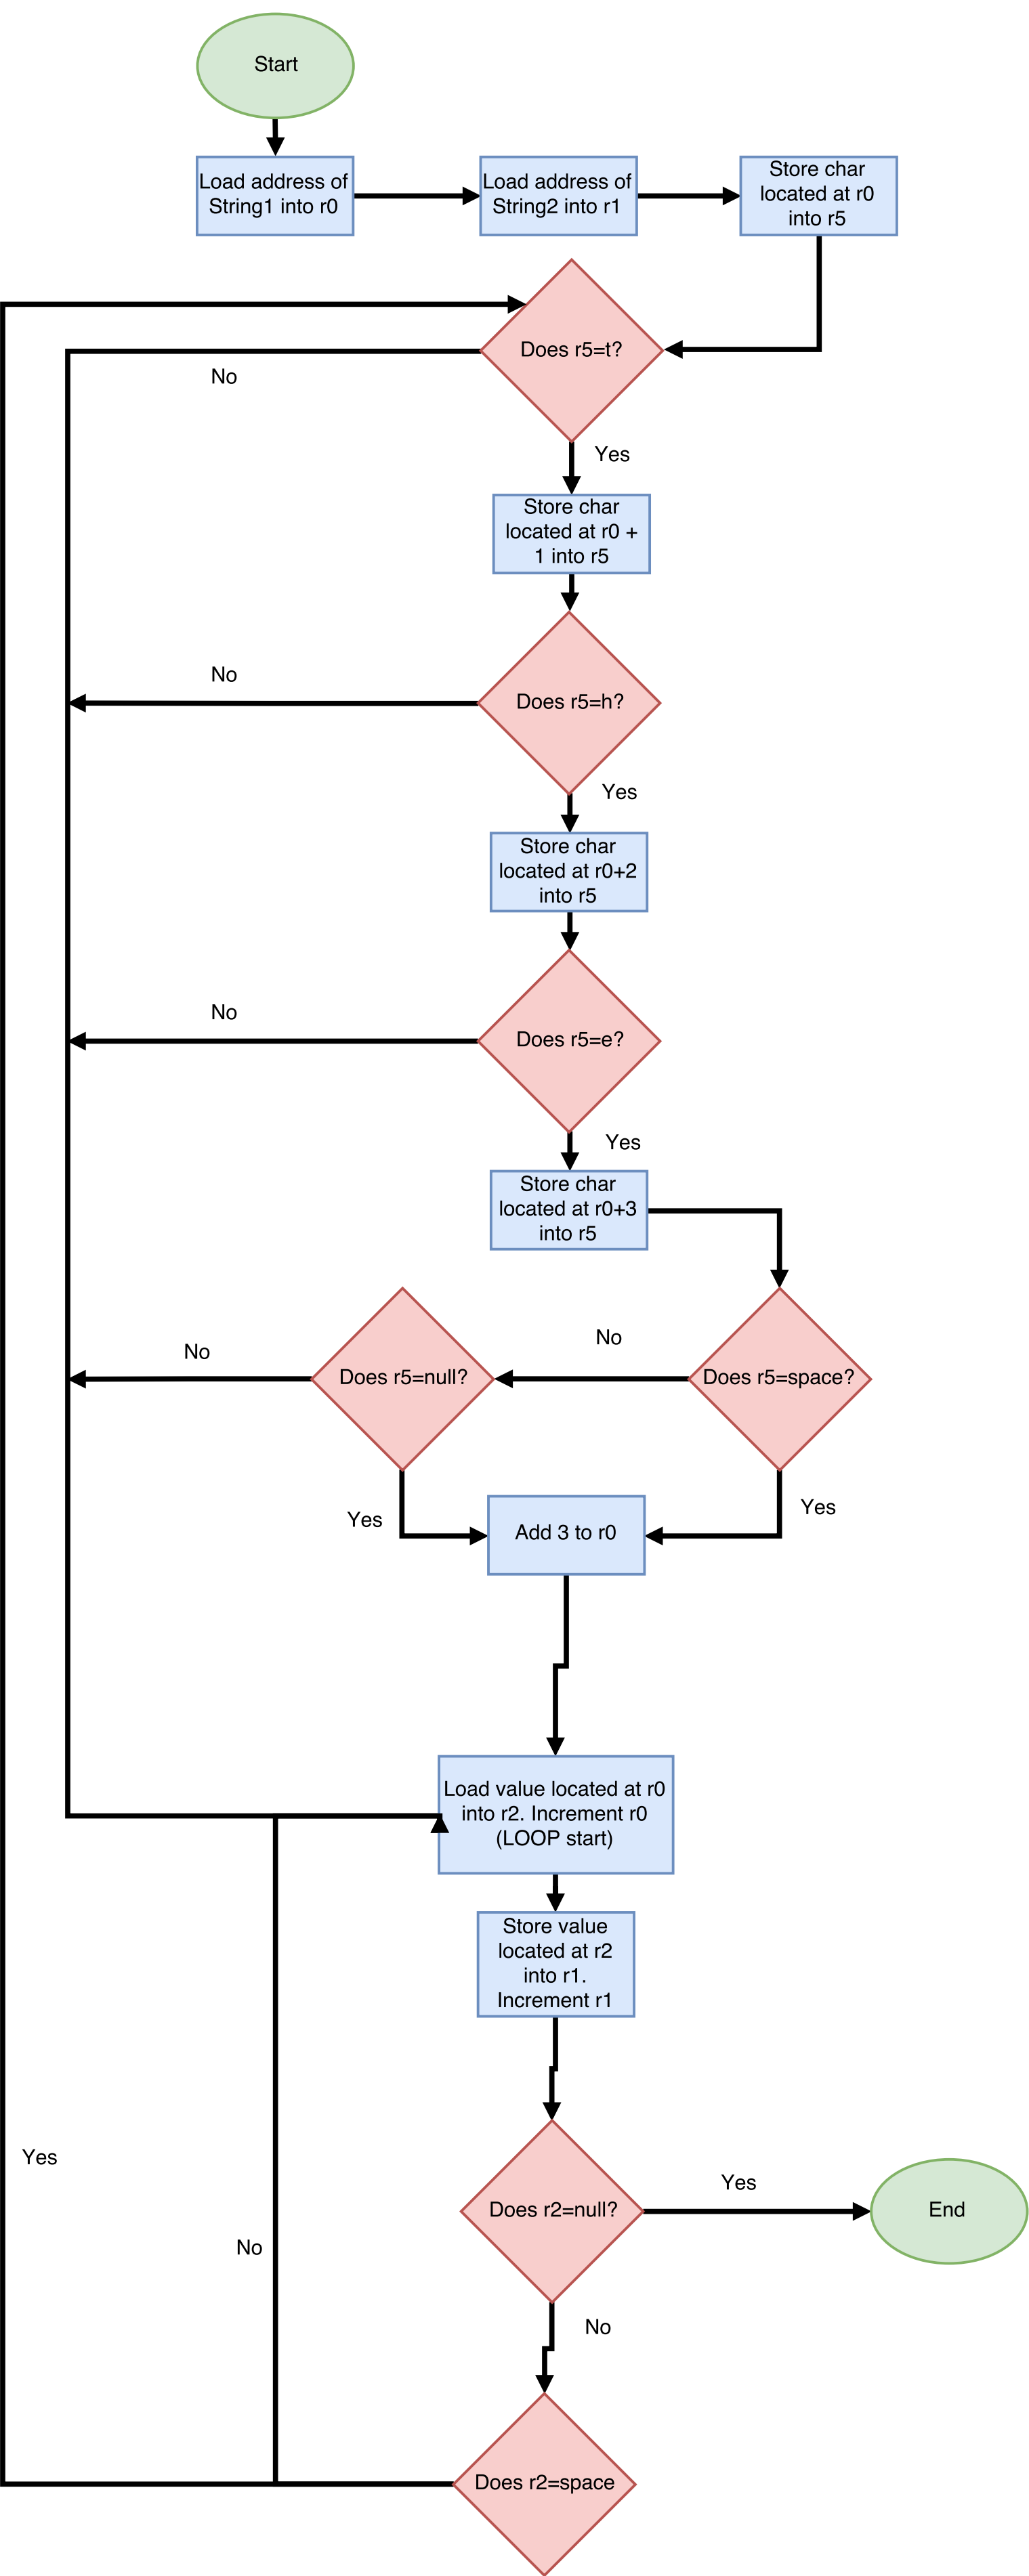 Start
Load address of
String1 into r0
Load address of
String2 into r1
Store char
located at r0
into r5
Does r5=t?
No
Yes
Store char
located at r0 +
1 into r5
No
Does r5=h?
Yes
Store char
located at r0+2
into r5
No
Does r5=e?
Yes
Store char
located at r0+3
into r5
No
Does r5=null?
No
Does r5=space?
Yes
Add 3 to r0
Yes
Load value located at r0
into r2. Increment r0
(LOOP start)
Store value
located at r2
into r1.
Increment r1
Yes
Does r2=null?
Yes
End
No
No
Does r2=space